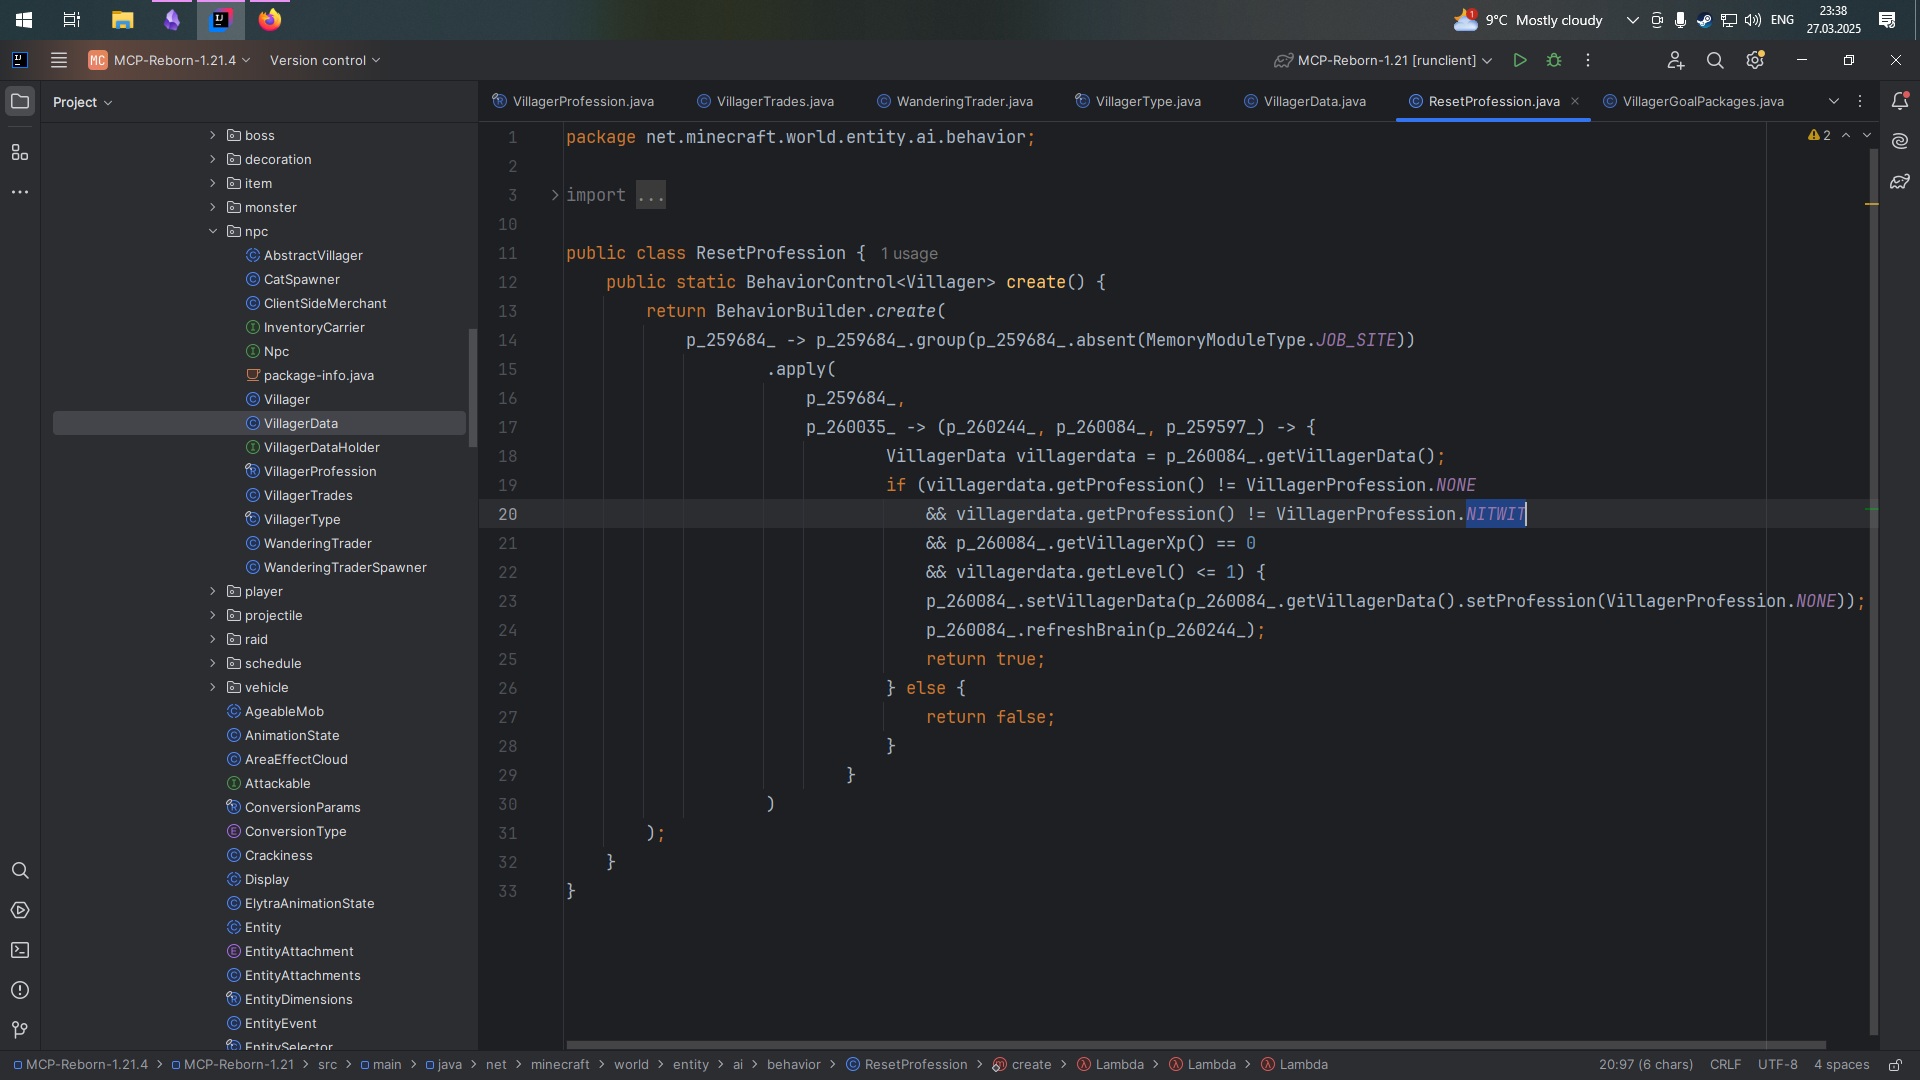 1
9°C Mostly cloudy
ENG
23:38
27.03.2025
MC
MCP-Reborn-1.21.4
Version control
MCP-Reborn-1.21 [runclient]
Project
boss
decoration
item
monster
npc
AbstractVillager
CatSpawner
ClientSideMerchant
InventoryCarrier
Npc
package-info.java
Villager
VillagerData
VillagerDataHolder
VillagerProfession
VillagerTrades
VillagerType
WanderingTrader
WanderingTraderSpawner
player
projectile
raid
schedule
vehicle
AgeableMob
AnimationState
AreaEffectCloud
Attackable
ConversionParams
ConversionType
Crackiness
Display
ElytraAnimationState
Entity
EntityAttachment
EntityAttachments
EntityDimensions
EntityEvent
EntitySelector
VillagerProfession.java
VillagerTrades.java
WanderingTrader.java
VillagerType.java
VillagerData.java
ResetProfession.java
VillagerGoalPackages.java
2
1 package net.minecraft.world.entity.ai.behavior;
2
3 import ...
10
11 public class ResetProfession { 1 usage
12 public static BehaviorControl<Villager> create() {
13 return BehaviorBuilder.create(
14 p_259684_ -> p_259684_.group(p_259684_.absent(MemoryModuleType.JOB_SITE))
15 .apply(
16 p_259684_,
17 p_260035_ -> (p_260244_, p_260084_, p_259597_) -> {
18 VillagerData villagerdata = p_260084_.getVillagerData();
19 if (villagerdata.getProfession() != VillagerProfession.NONE
20 && villagerdata.getProfession() != VillagerProfession.NITWIT
21 && p_260084_.getVillagerXp() == 0
22 && villagerdata.getLevel() <= 1) {
23 p_260084_.setVillagerData(p_260084_.getVillagerData().setProfession(VillagerProfession.NONE));
24 p_260084_.refreshBrain(p_260244_);
25 return true;
26 } else {
27 return false;
28 }
29 }
30 )
31 );
32 }
33 }
MCP-Reborn-1.21.4 > MCP-Reborn-1.21 > src > main > java > net > minecraft > world > entity > ai > behavior > ResetProfession > create > Lambda > Lambda > Lambda
20:97 (6 chars)
CRLF
UTF-8
4 spaces